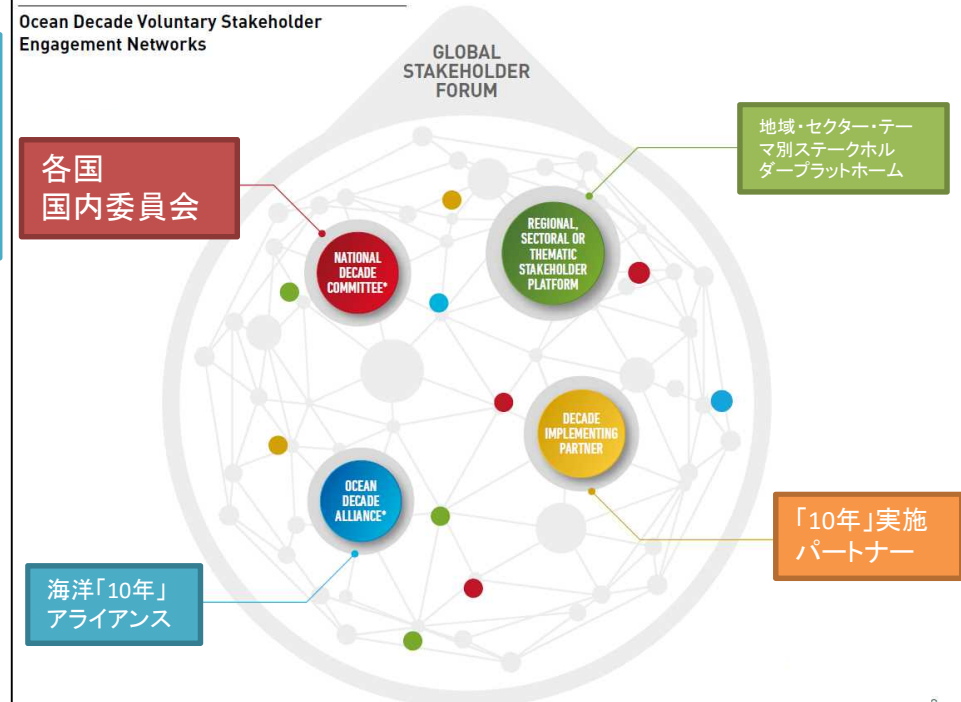 Ocean Decade Voluntary Stakeholder
Engagement Networks
GLOBAL
STAKEHOLDER
FORUM
各国
国内委員会
地域・セクター・テー
マ別ステークホル
ダープラットホーム
NATIONAL
DECADE
COMMITTEE*
REGIONAL,
SECTORAL OR
THEMATIC
STAKEHOLDER
PLATFORM
DECADE
IMPLEMENTING
PARTNER
OCEAN
DECADE
ALLIANCE*
「10年」実施
パートナー
海洋「10年」
アライアンス